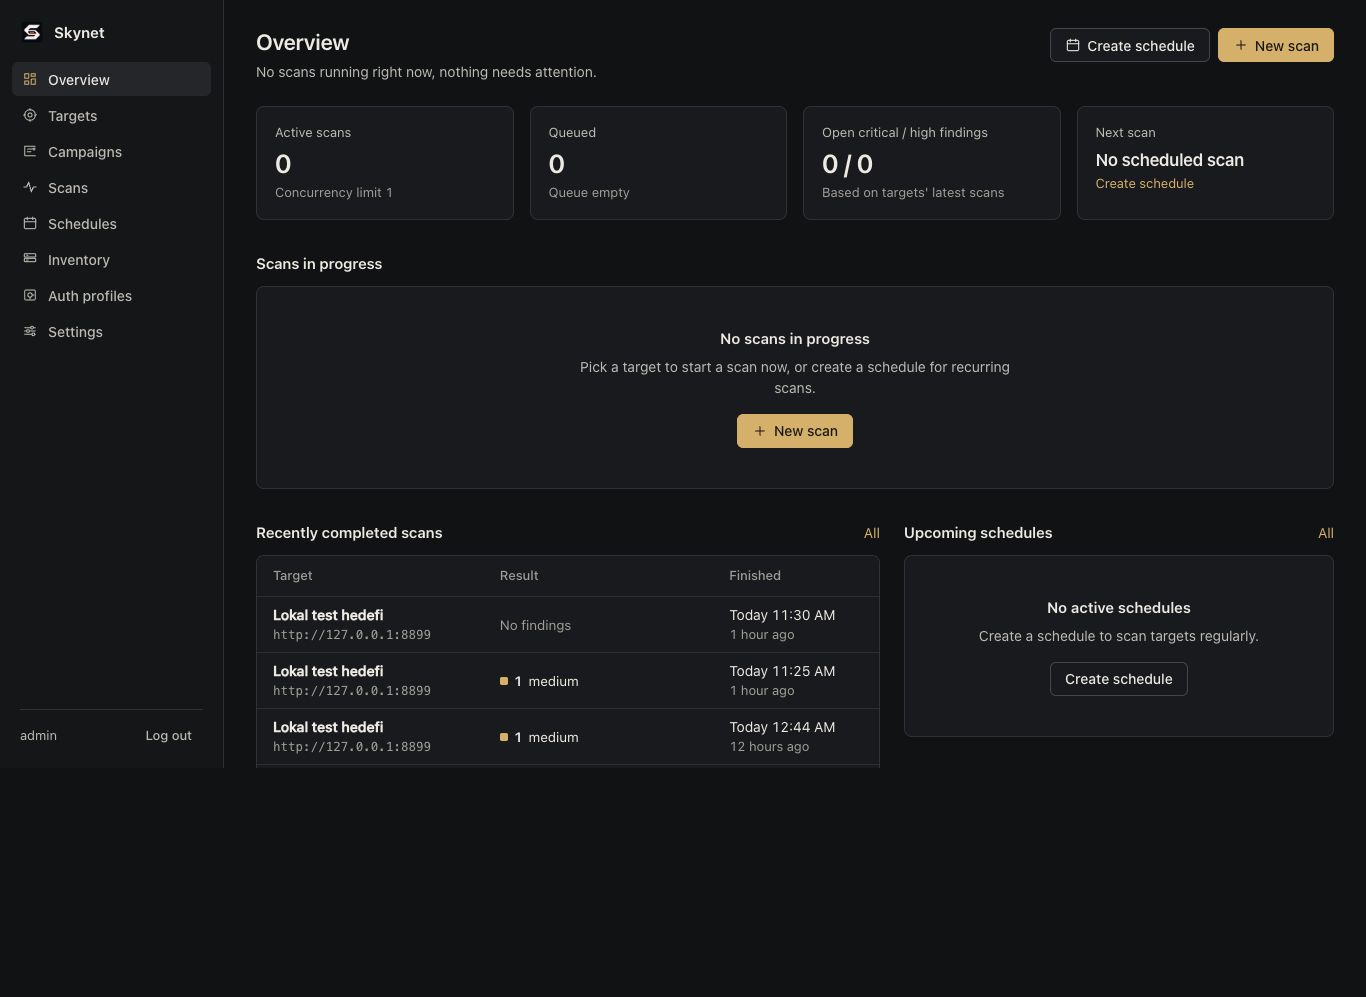 Skynet
Overview
Targets
Campaigns
Scans
Schedules
Inventory
Auth profiles
Settings
admin
Log out
Overview
No scans running right now, nothing needs attention.
Create schedule
New scan
Active scans
0
Concurrency limit 1
Queued
0
Queue empty
Open critical / high findings
0 / 0
Based on targets' latest scans
Next scan
No scheduled scan
Create schedule
Scans in progress
No scans in progress
Pick a target to start a scan now, or create a schedule for recurring
scans.
New scan
Recently completed scans
All
Target
Result
Finished
Lokal test hedefi
http://127.0.0.1:8899
No findings
Today 11:30 AM
1 hour ago
Lokal test hedefi
http://127.0.0.1:8899
1 medium
Today 11:25 AM
1 hour ago
Lokal test hedefi
http://127.0.0.1:8899
1 medium
Today 12:44 AM
12 hours ago
Upcoming schedules
All
No active schedules
Create a schedule to scan targets regularly.
Create schedule